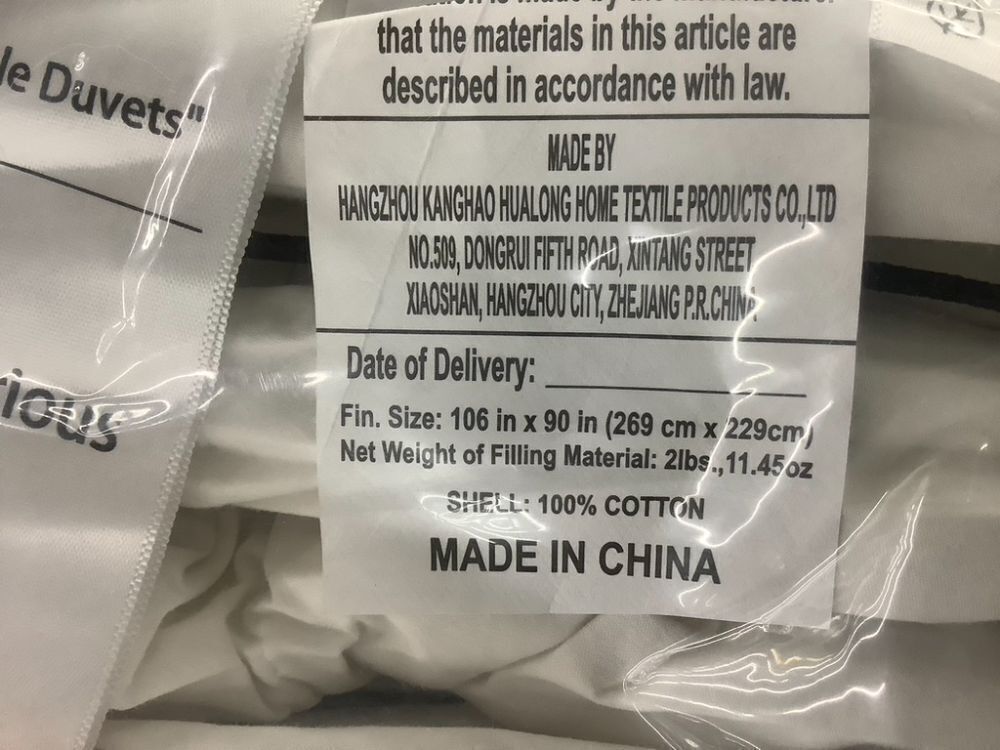 Duvets"
that the materials in this article are
described in accordance with law.
MADE BY
HANGZHOU KANGHAO HUALONG HOME TEXTILE PRODUCTS CO.,LTD
NO.509, DONGRUI FIFTH ROAD, XINTANG STREET
XIAOSHAN, HANGZHOU CITY, ZHEJIANG P.R.CHINA
Date of Delivery:
Fin. Size: 106 in x 90 in (269 cm x 229cm)
Net Weight of Filling Material: 2lbs.,11.45oz
SHELL: 100% COTTON
MADE IN CHINA